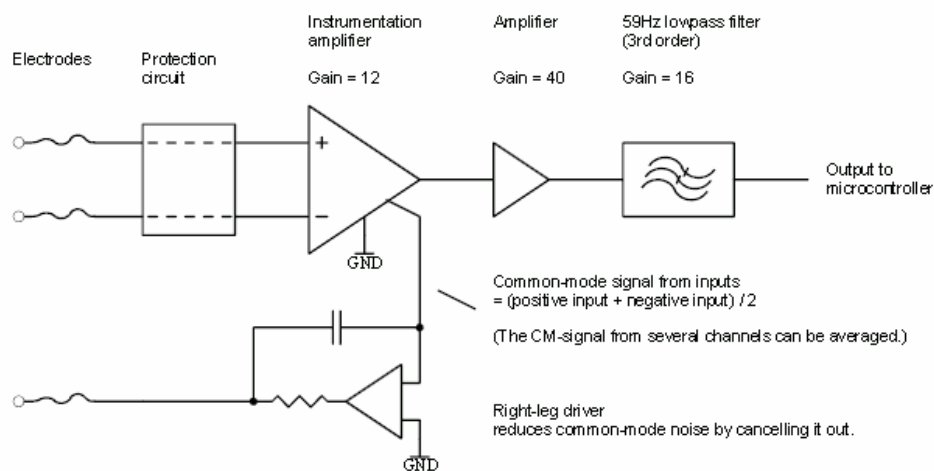 Electrodes
Protection
circuit
Instrumentation
amplifier
Gain = 12
Amplifier
Gain = 40
59Hz lowpass filter
(3rd order)
Gain = 16
+
−
GND
Output to
microcontroller
Common-mode signal from inputs
= (positive input + negative input) / 2
(The CM-signal from several channels can be averaged.)
Right-leg driver
reduces common-mode noise by cancelling it out.
GND